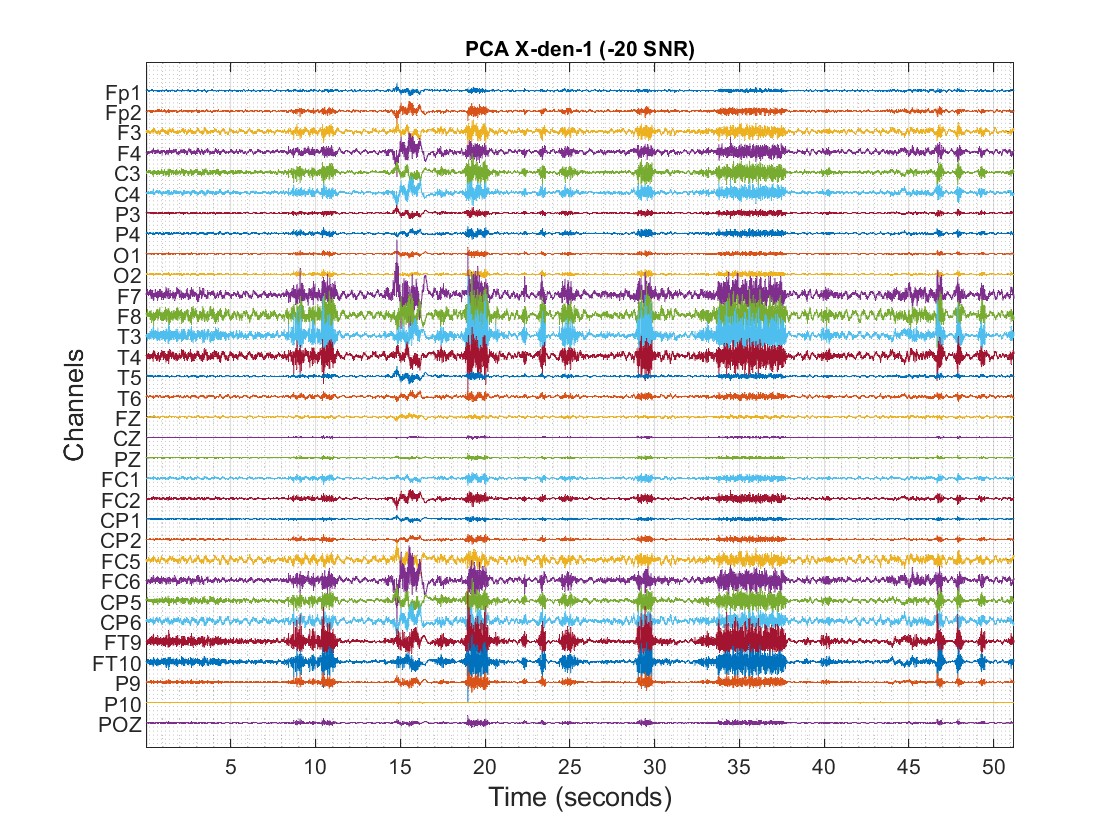 PCA X-den-1 (-20 SNR)
Fp1
Fp2
F3
F4
C3
C4
P3
P4
O1
O2
F7
F8
T3
T4
T5
T6
FZ
CZ
PZ
FC1
FC2
CP1
CP2
FC5
FC6
CP5
CP6
FT9
FT10
P9
P10
POZ
Channels
5 10 15 20 25 30 35 40 45 50
Time (seconds)